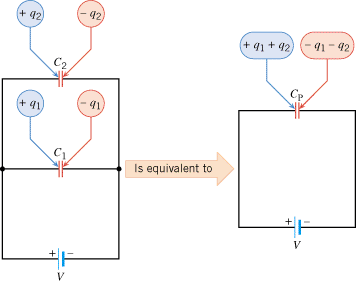 + q2
− q2
C2
+ q1
− q1
C1
+ −
V
Is equivalent to
+ q1 + q2
− q1 − q2
CP
+ −
V